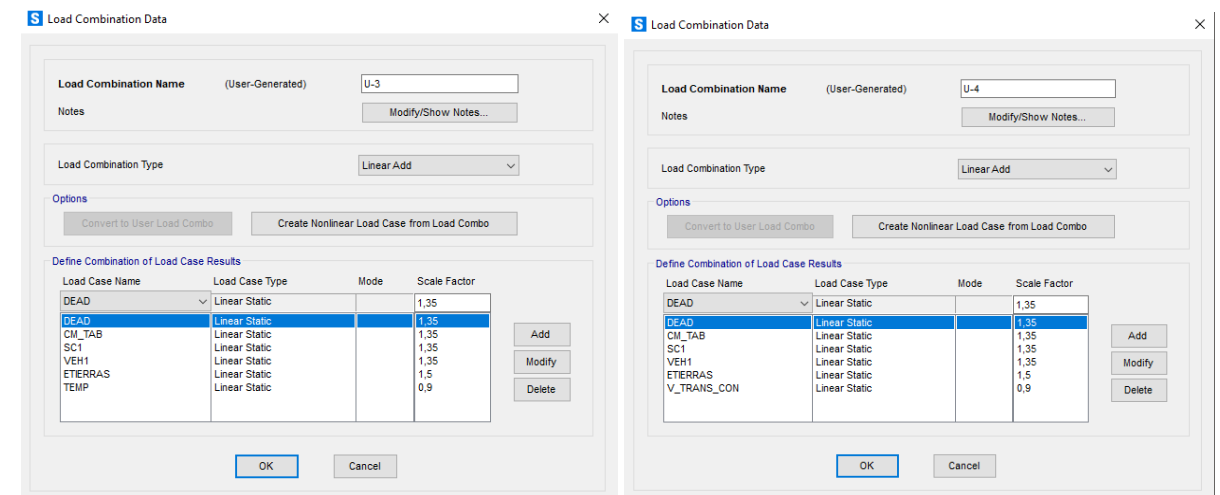 S Load Combination Data
Load Combination Name (User-Generated) U-3
Notes Modify/Show Notes...
Load Combination Type Linear Add
Options
Convert to User Load Combo Create Nonlinear Load Case from Load Combo
Define Combination of Load Case Results
Load Case Name Load Case Type Mode Scale Factor
DEAD Linear Static 1,35
DEAD Linear Static 1,35
CM_TAB Linear Static 1,35
SC1 Linear Static 1,35
VEH1 Linear Static 1,35
ETIERRAS Linear Static 1,5
TEMP Linear Static 0,9
Add
Modify
Delete
OK Cancel
S Load Combination Data
Load Combination Name (User-Generated) U-4
Notes Modify/Show Notes...
Load Combination Type Linear Add
Options
Convert to User Load Combo Create Nonlinear Load Case from Load Combo
Define Combination of Load Case Results
Load Case Name Load Case Type Mode Scale Factor
DEAD Linear Static 1,35
DEAD Linear Static 1,35
CM_TAB Linear Static 1,35
SC1 Linear Static 1,35
VEH1 Linear Static 1,35
ETIERRAS Linear Static 1,5
V_TRANS_CON Linear Static 0,9
Add
Modify
Delete
OK Cancel